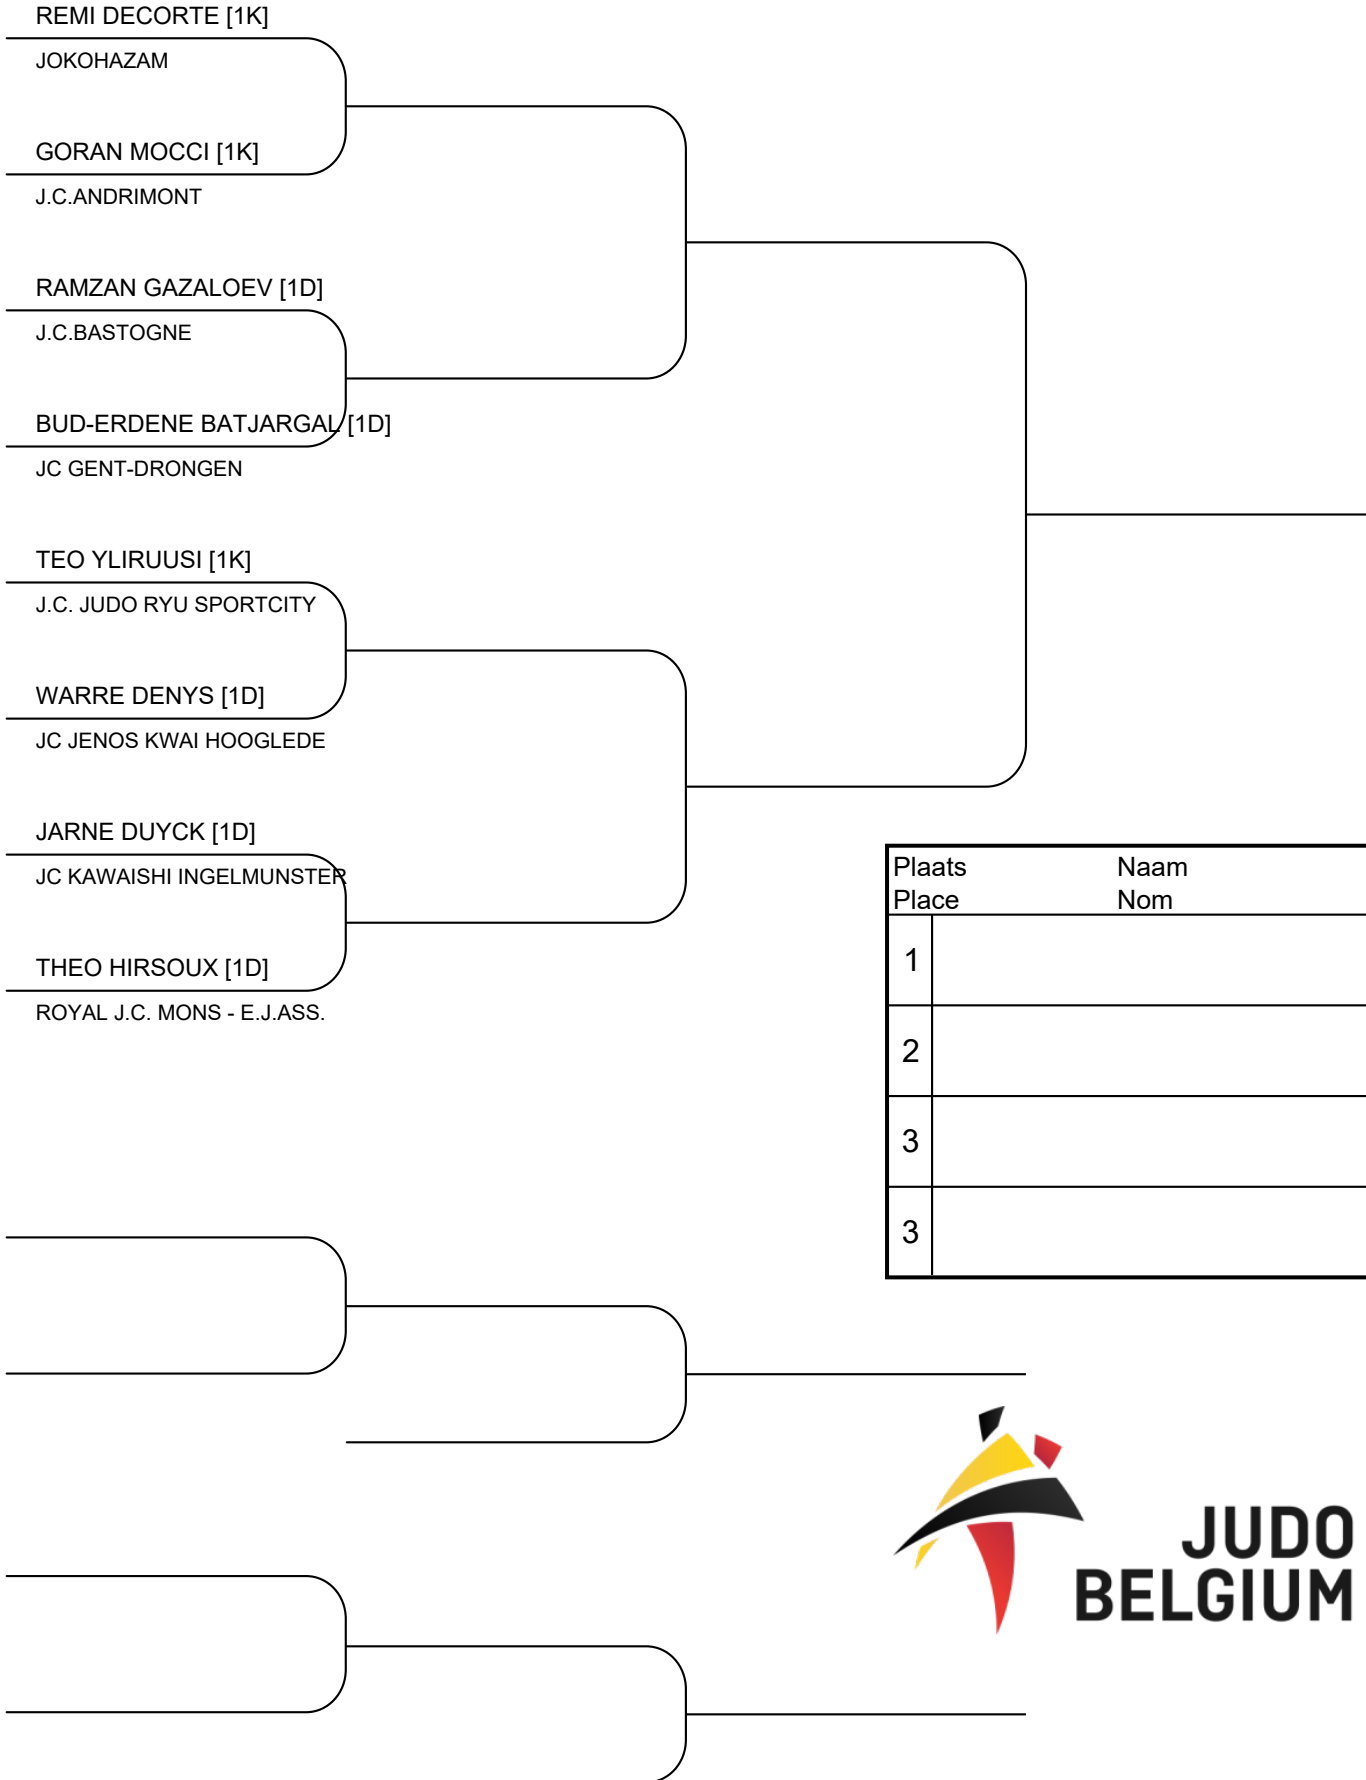 REMI DECORTE [1K]
JOKOHAZAM
GORAN MOCCI [1K]
J.C.ANDRIMONT
RAMZAN GAZALOEV [1D]
J.C.BASTOGNE
BUD-ERDENE BATJARGAL [1D]
JC GENT-DRONGEN
TEO YLIRUUSI [1K]
J.C. JUDO RYU SPORTCITY
WARRE DENYS [1D]
JC JENOS KWAI HOOGLEDE
JARNE DUYCK [1D]
JC KAWAISHI INGELMUNSTER
THEO HIRSOUX [1D]
ROYAL J.C. MONS - E.J.ASS.
Plaats Naam
Place Nom
1
2
3
3
JUDO
BELGIUM